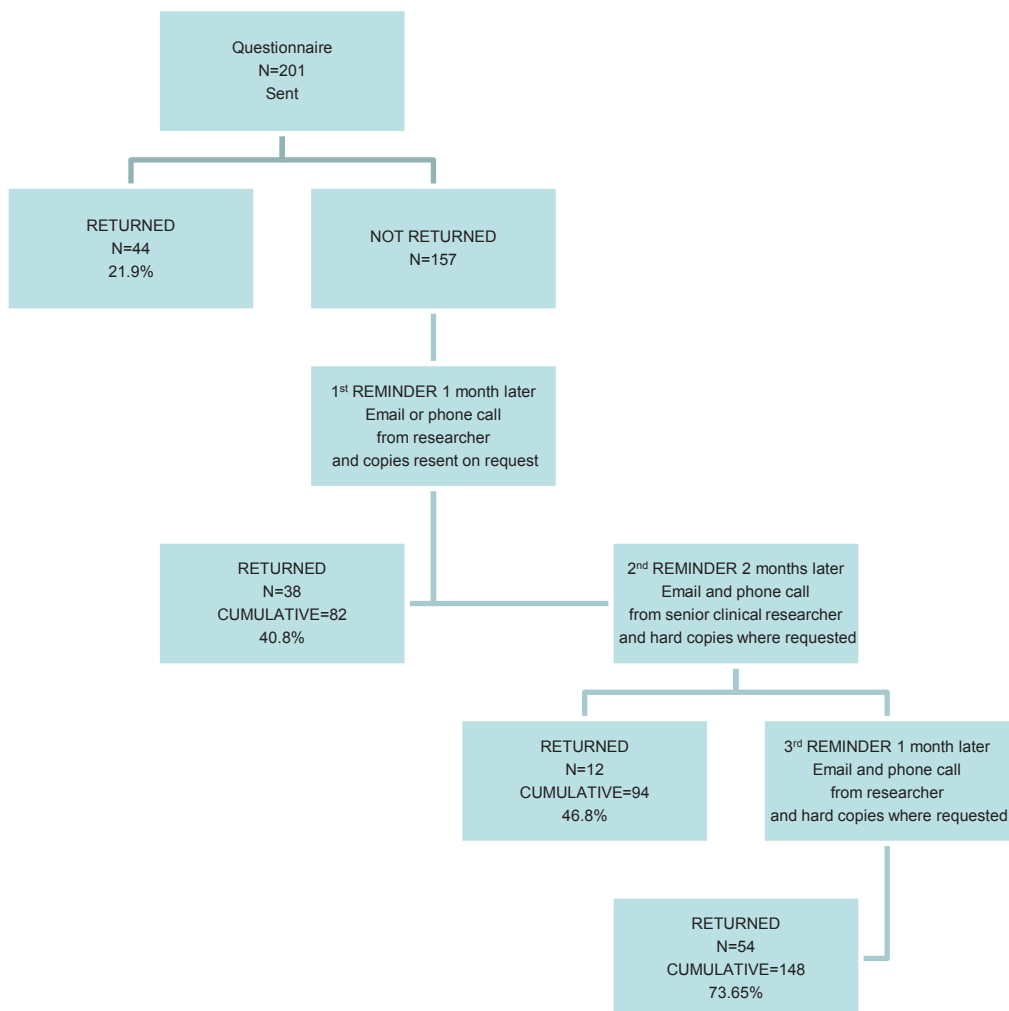 Questionnaire
N=201
Sent
RETURNED
N=44
21.9%
NOT RETURNED
N=157
1st REMINDER 1 month later
Email or phone call
from researcher
and copies resent on request
RETURNED
N=38
CUMULATIVE=82
40.8%
2nd REMINDER 2 months later
Email and phone call
from senior clinical researcher
and hard copies where requested
RETURNED
N=12
CUMULATIVE=94
46.8%
3rd REMINDER 1 month later
Email and phone call
from researcher
and hard copies where requested
RETURNED
N=54
CUMULATIVE=148
73.65%